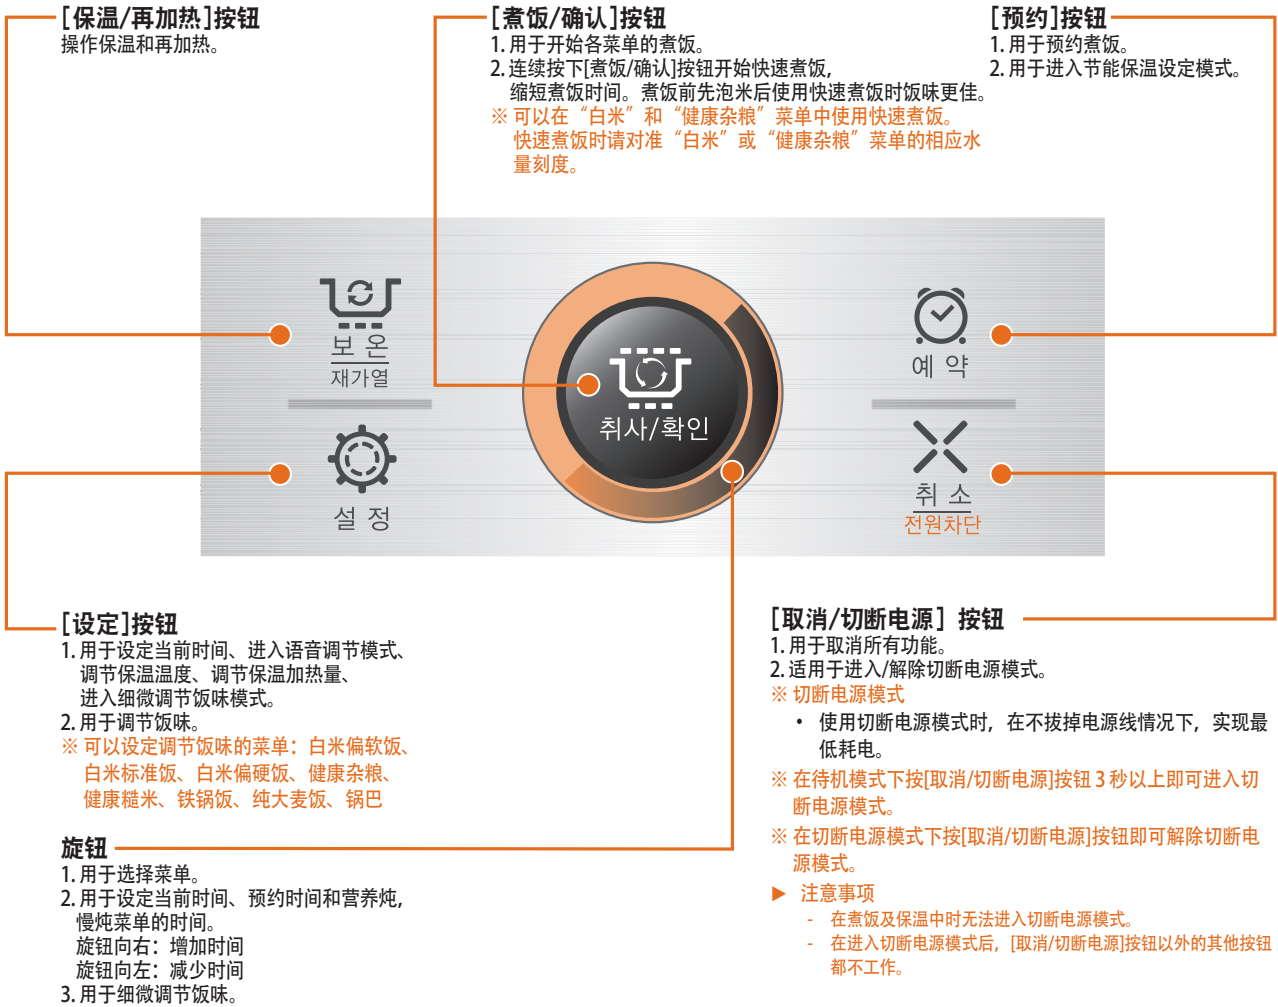 [保温/再加热]按钮
操作保温和再加热。
[煮饭/确认]按钮
1. 用于开始各菜单的煮饭。
2. 连续按下[煮饭/确认]按钮开始快速煮饭,
缩短煮饭时间。煮饭前先泡米后使用快速煮饭时饭味更佳。
※ 可以在“白米”和“健康杂粮”菜单中使用快速煮饭。
快速煮饭时请对准“白米”或“健康杂粮”菜单的相应水
量刻度。
[预约]按钮
1. 用于预约煮饭。
2. 用于进入节能保温设定模式。
보 온
재가열
설 정
취사/확인
예 약
취 소
전원차단
[设定]按钮
1. 用于设定当前时间、进入语音调节模式、
调节保温温度、调节保温加热量、
进入细微调节饭味模式。
2. 用于调节饭味。
※ 可以设定调节饭味的菜单：白米偏软饭、
白米标准饭、白米偏硬饭、健康杂粮、
健康糙米、铁锅饭、纯大麦饭、锅巴
旋钮
1. 用于选择菜单。
2. 用于设定当前时间、预约时间和营养炖,
慢炖菜单的时间。
旋钮向右：增加时间
旋钮向左：减少时间
3. 用于细微调节饭味。
[取消/切断电源］按钮
1. 用于取消所有功能。
2. 适用于进入/解除切断电源模式。
※ 切断电源模式
• 使用切断电源模式时，在不拔掉电源线情况下，实现最
低耗电。
※ 在待机模式下按[取消/切断电源]按钮 3 秒以上即可进入切
断电源模式。
※ 在切断电源模式下按[取消/切断电源]按钮即可解除切断电
源模式。
▶ 注意事项
- 在煮饭及保温中时无法进入切断电源模式。
- 在进入切断电源模式后，[取消/切断电源]按钮以外的其他按钮
都不工作。